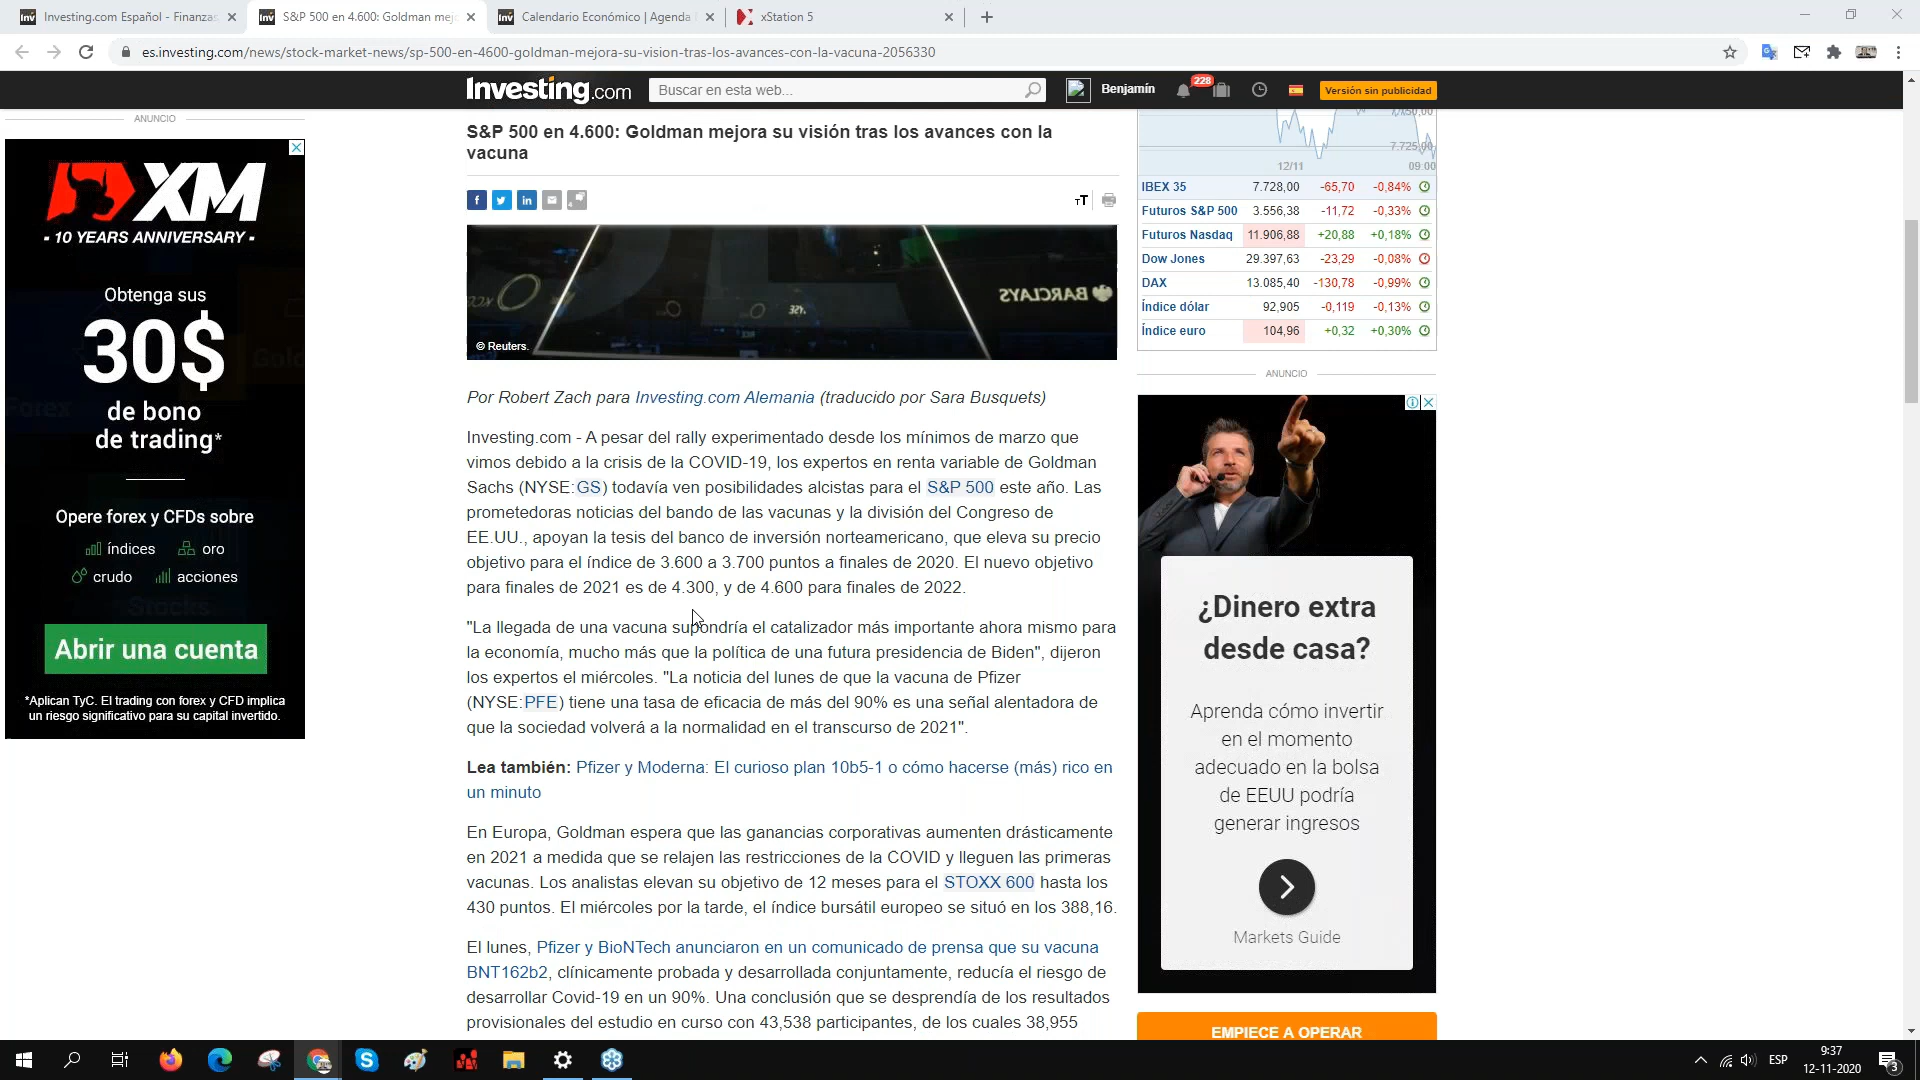 Investing.com Español - Finanzas
S&P 500 en 4.600: Goldman mej
Calendario Económico | Agenda
xStation 5
es.investing.com/news/stock-market-news/sp-500-en-4600-goldman-mejora-su-vision-tras-los-avances-con-la-vacuna-2056330
Investing.com
Buscar en esta web...
Benjamín
228
Versión sin publicidad
ANUNCIO
XM
- 10 YEARS ANNIVERSARY -
Obtenga sus
30$
de bono
de trading*
Opere forex y CFDs sobre
índices oro
crudo acciones
Stocks
Abrir una cuenta
*Aplican TyC. El trading con forex y CFD implica
un riesgo significativo para su capital invertido.
S&P 500 en 4.600: Goldman mejora su visión tras los avances con la
vacuna
BARCLAYS
© Reuters.
Por Robert Zach para Investing.com Alemania (traducido por Sara Busquets)
Investing.com - A pesar del rally experimentado desde los mínimos de marzo que
vimos debido a la crisis de la COVID-19, los expertos en renta variable de Goldman
Sachs (NYSE:GS) todavía ven posibilidades alcistas para el S&P 500 este año. Las
prometedoras noticias del bando de las vacunas y la división del Congreso de
EE.UU., apoyan la tesis del banco de inversión norteamericano, que eleva su precio
objetivo para el índice de 3.600 a 3.700 puntos a finales de 2020. El nuevo objetivo
para finales de 2021 es de 4.300, y de 4.600 para finales de 2022.
"La llegada de una vacuna supondría el catalizador más importante ahora mismo para
la economía, mucho más que la política de una futura presidencia de Biden", dijeron
los expertos el miércoles. "La noticia del lunes de que la vacuna de Pfizer
(NYSE:PFE) tiene una tasa de eficacia de más del 90% es una señal alentadora de
que la sociedad volverá a la normalidad en el transcurso de 2021".
Lea también: Pfizer y Moderna: El curioso plan 10b5-1 o cómo hacerse (más) rico en
un minuto
En Europa, Goldman espera que las ganancias corporativas aumenten drásticamente
en 2021 a medida que se relajen las restricciones de la COVID y lleguen las primeras
vacunas. Los analistas elevan su objetivo de 12 meses para el STOXX 600 hasta los
430 puntos. El miércoles por la tarde, el índice bursátil europeo se situó en los 388,16.
El lunes, Pfizer y BioNTech anunciaron en un comunicado de prensa que su vacuna
BNT162b2, clínicamente probada y desarrollada conjuntamente, reducía el riesgo de
desarrollar Covid-19 en un 90%. Una conclusión que se desprendía de los resultados
provisionales del estudio en curso con 43,538 participantes, de los cuales 38,955
7.725,00
12/11 09:00
IBEX 35 7.728,00 -65,70 -0,84%
Futuros S&P 500 3.556,38 -11,72 -0,33%
Futuros Nasdaq 11.906,88 +20,88 +0,18%
Dow Jones 29.397,63 -23,29 -0,08%
DAX 13.085,40 -130,78 -0,99%
Índice dólar 92,905 -0,119 -0,13%
Índice euro 104,96 +0,32 +0,30%
ANUNCIO
¿Dinero extra
desde casa?
Aprenda cómo invertir
en el momento
adecuado en la bolsa
de EEUU podría
generar ingresos
Markets Guide
EMPIECE A OPERAR
ESP
9:37
12-11-2020
3